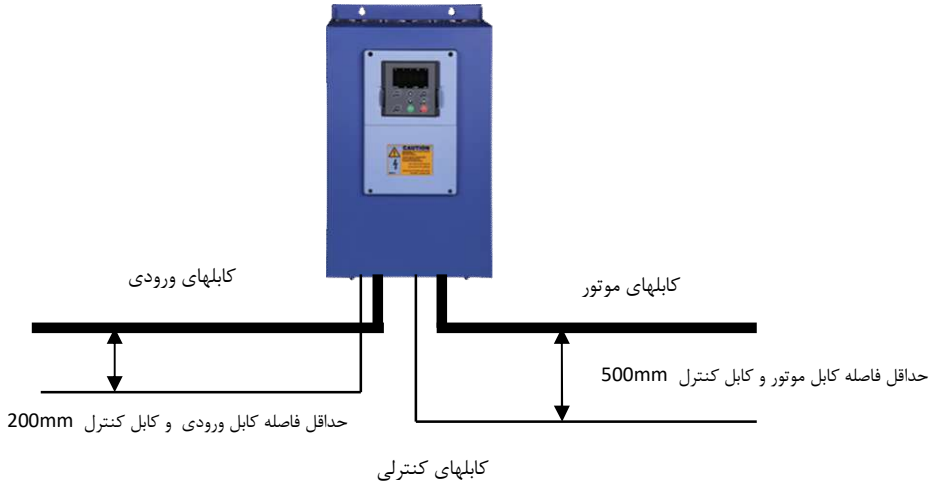 CAUTION
کابلهای ورودی
کابلهای موتور
حداقل فاصله کابل موتور و کابل کنترل 500mm
حداقل فاصله کابل ورودی و کابل کنترل 200mm
کابلهای کنترلی